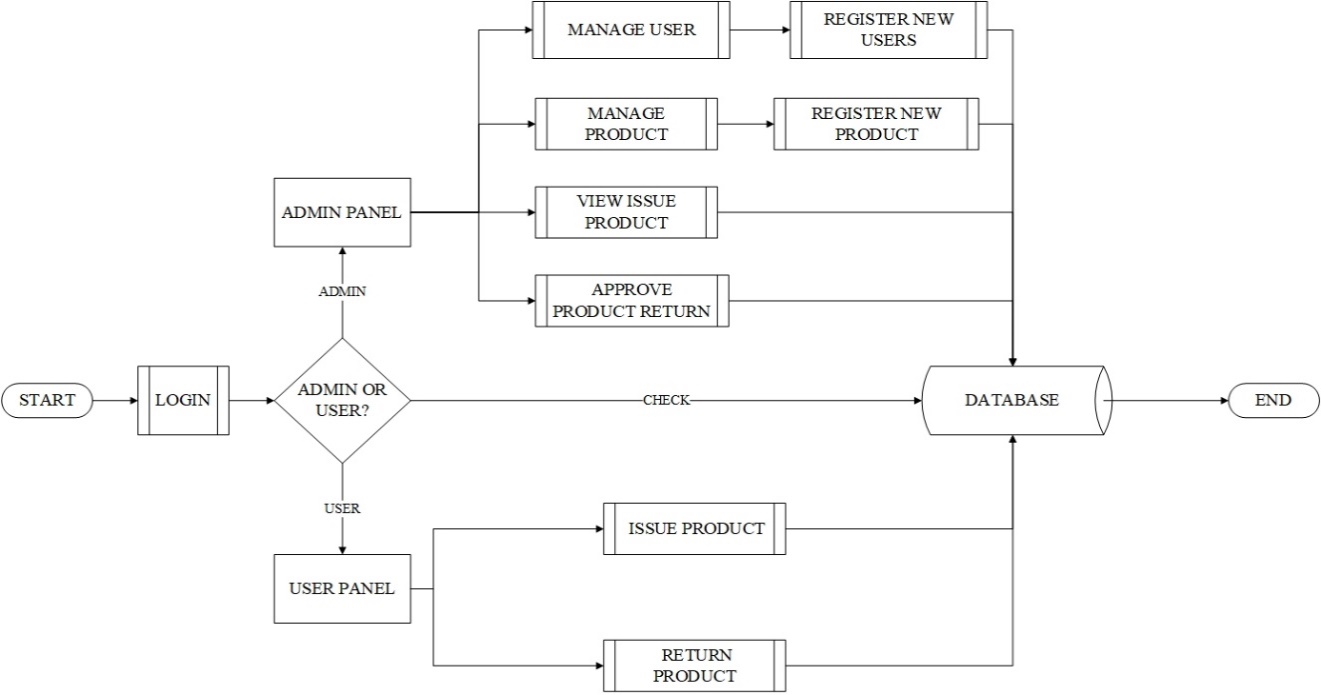 MANAGE USER
REGISTER NEW
USERS
MANAGE
PRODUCT
REGISTER NEW
PRODUCT
ADMIN PANEL
VIEW ISSUE
PRODUCT
APPROVE
PRODUCT RETURN
ADMIN
START
LOGIN
ADMIN OR
USER?
CHECK
DATABASE
END
USER
ISSUE PRODUCT
USER PANEL
RETURN
PRODUCT